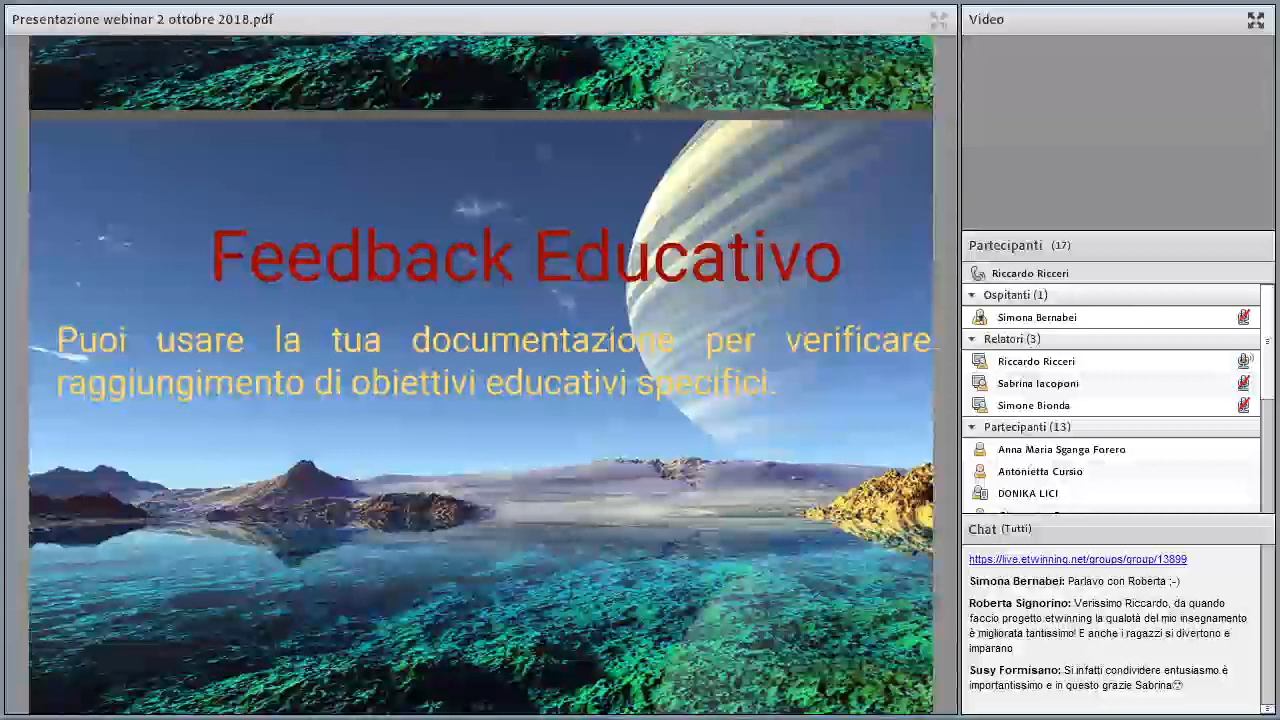 Presentazione webinar 2 ottobre 2018.pdf
Feedback Educativo
Puoi usare la tua documentazione per verificare
raggiungimento di obiettivi educativi specifici.
Video
Partecipanti (17)
Riccardo Ricceri
Ospitanti (1)
Simona Bernabei
Relatori (3)
Riccardo Ricceri
Sabrina Iacoponi
Simone Bionda
Partecipanti (13)
Anna Maria Sganga Forero
Antonietta Cursio
DONIKA LICI
Chat (Tutti)
https://live.etwinning.net/groups/group/13899
Simona Bernabei: Parlavo con Roberta ;-)
Roberta Signorino: Verissimo Riccardo, da quando
faccio progetto etwinning la qualotà del mio insegnamento
è migliorata tantissimo! E anche i ragazzi si divertono e
imparano
Susy Formisano: Si infatti condividere entusiasmo è
importantissimo e in questo grazie Sabrina